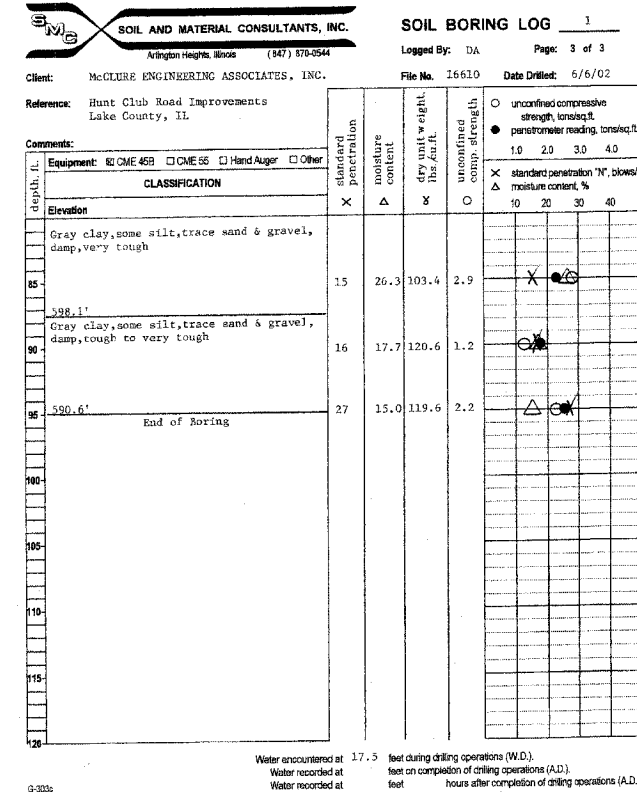 SMC
SOIL AND MATERIAL CONSULTANTS, INC.
Arlington Heights, Illinois (847) 870-0544
SOIL BORING LOG 1
Logged By: DA Page: 3 of 3
Client: McCLURE ENGINEERING ASSOCIATES, INC.
File No. 16610 Date Drilled: 6/6/02
Reference: Hunt Club Road Improvements
Lake County, IL
Comments:
Equipment: ☒ CME 45B ☐ CME 55 ☐ Hand Auger ☐ Other
CLASSIFICATION
Elevation
depth, ft.
standard penetration
moisture content
dry unit weight, lbs./cu.ft.
unconfined comp. strength
X Δ ɣ O
O unconfined compressive
strength, tons/sq.ft.
● penetrometer reading, tons/sq.ft
1.0 2.0 3.0 4.0
X standard penetration "N", blows/
Δ moisture content, %
10 20 30 40
Gray clay,some silt,trace sand & gravel,
damp,very tough
85 15 26.3 103.4 2.9
598.1'
Gray clay,some silt,trace sand & gravel,
damp,tough to very tough
90 16 17.7 120.6 1.2
590.6'
95 27 15.0 119.6 2.2
End of Boring
100
105
110
115
120
Water encountered at 17.5 feet during drilling operations (W.D.).
Water recorded at feet on completion of drilling operations (A.D.).
Water recorded at feet hours after completion of drilling operations (A.D.
G-303c